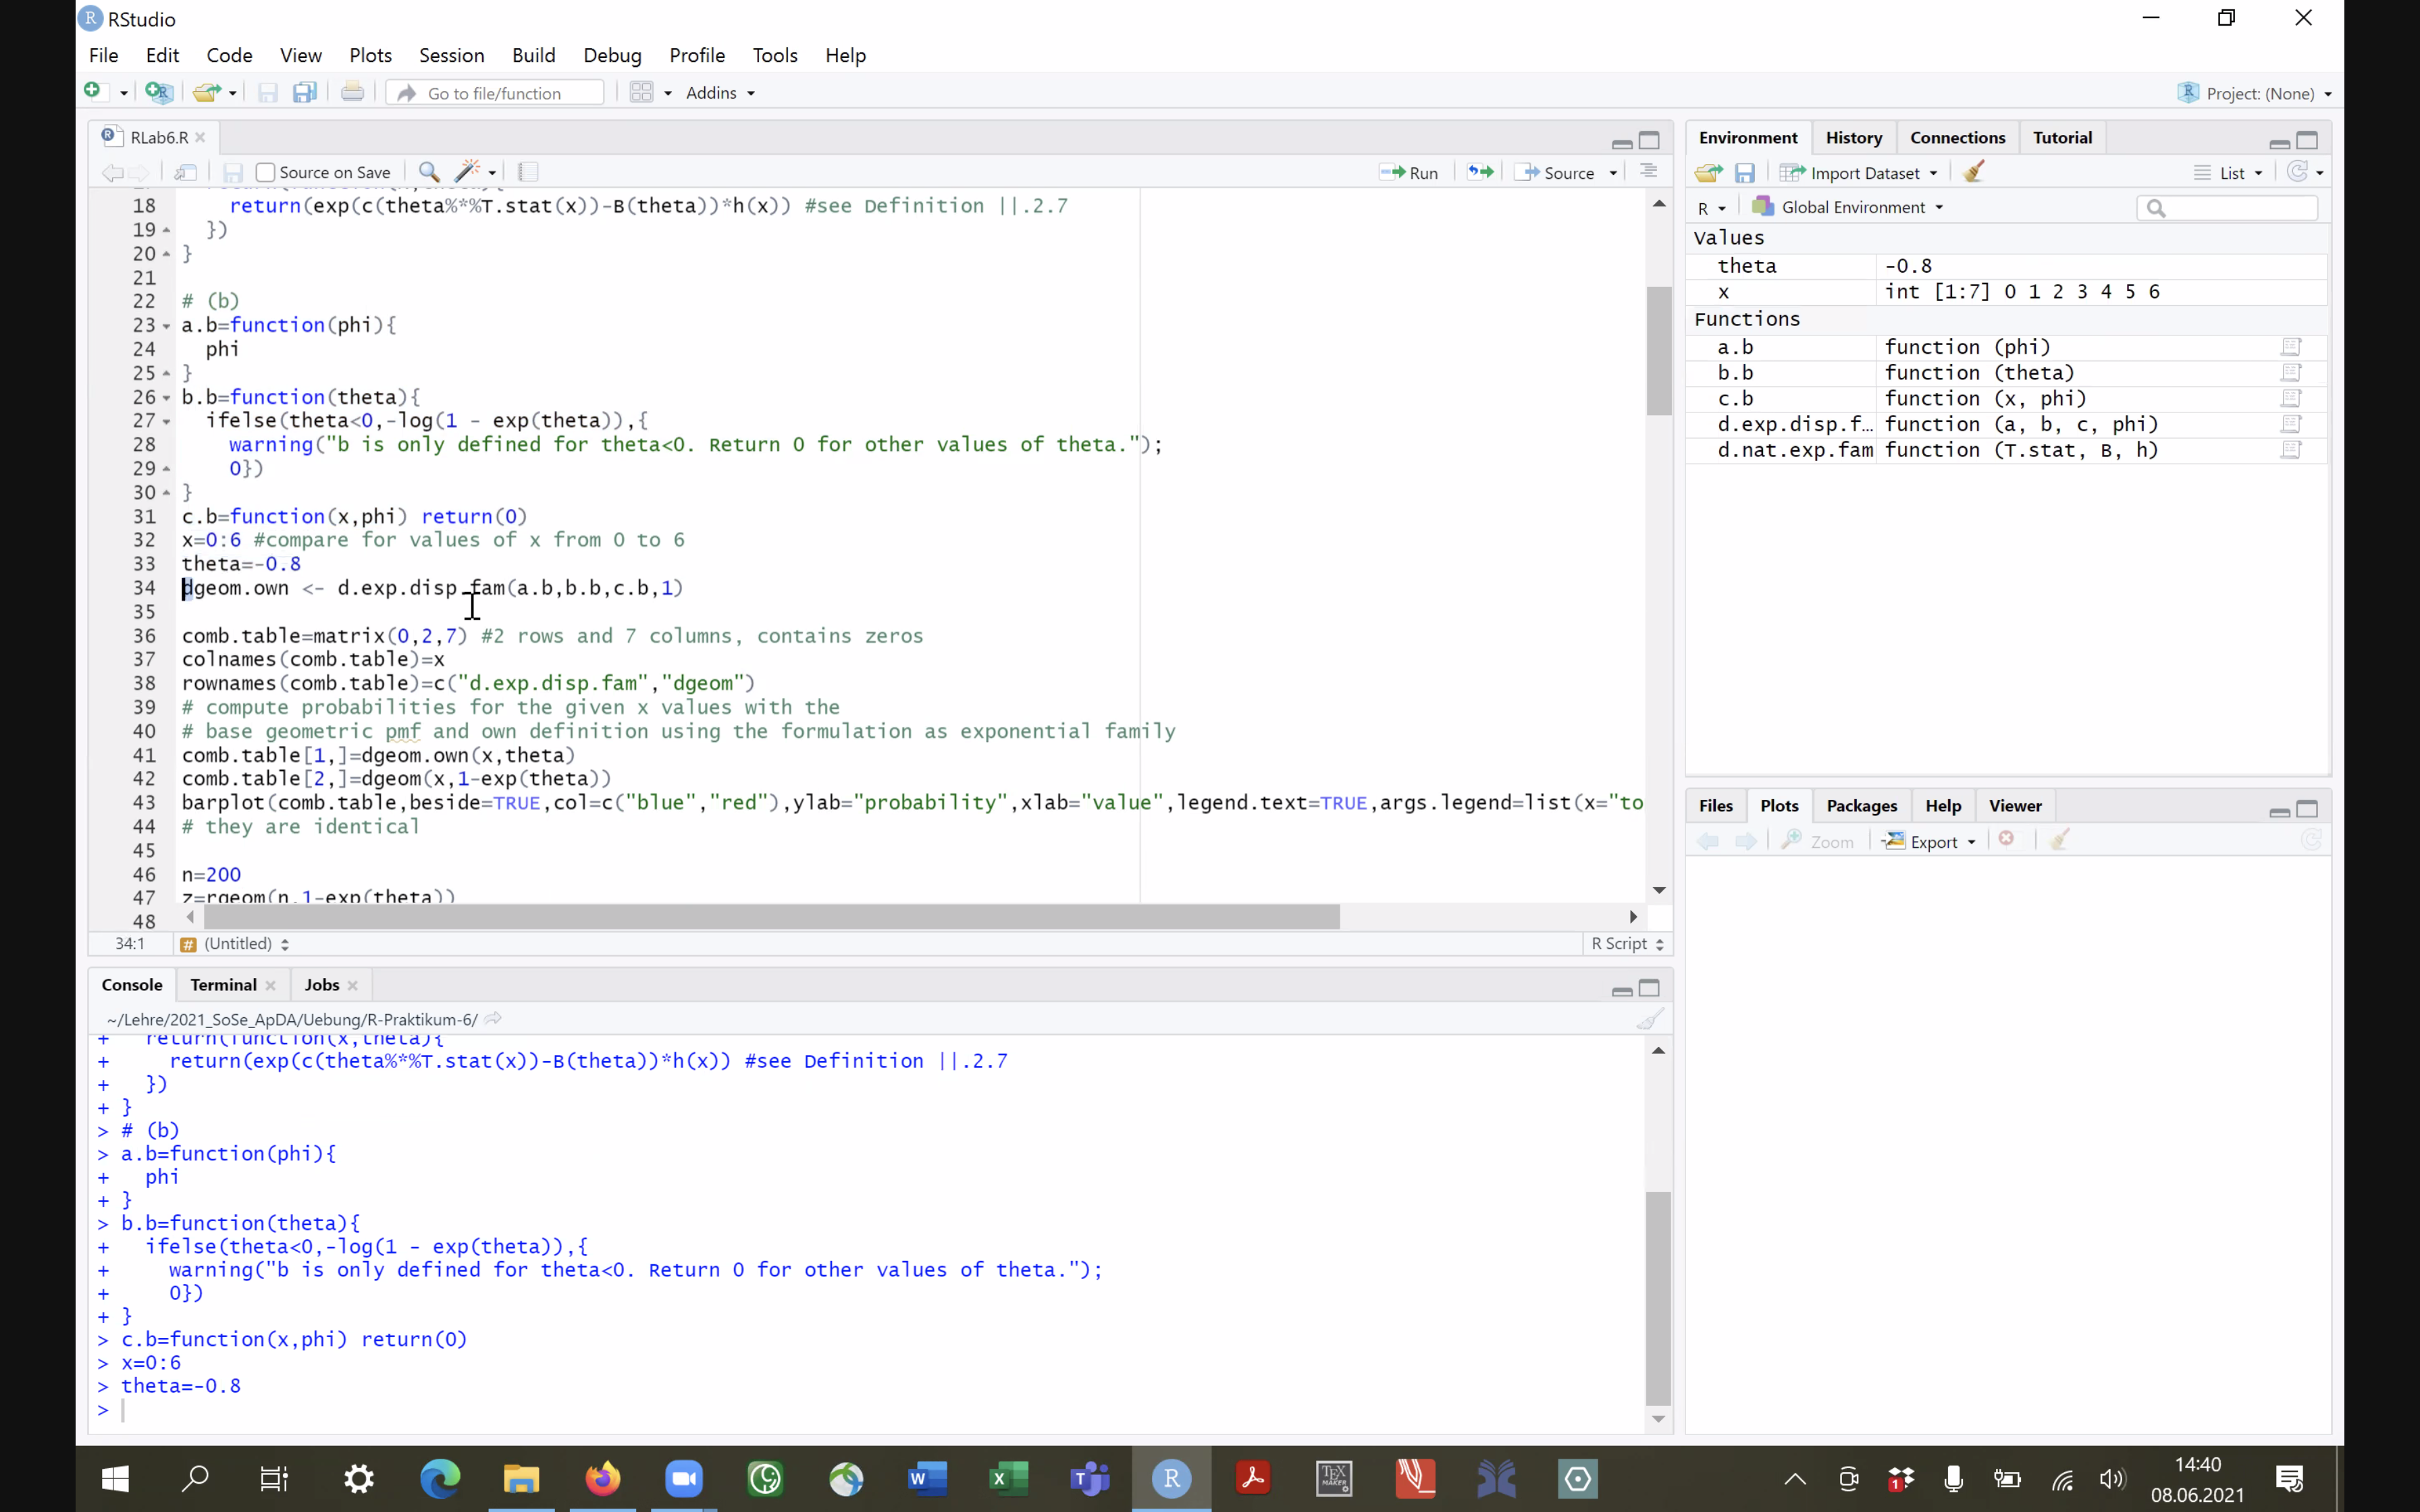 RStudio
File Edit Code View Plots Session Build Debug Profile Tools Help
Go to file/function Addins Project: (None)
RLab6.R
Source on Save Run Source
18 return(exp(c(theta%*%T.stat(x))-B(theta))*h(x)) #see Definition ||.2.7
19 })
20 }
21
22 # (b)
23 a.b=function(phi){
24 phi
25 }
26 b.b=function(theta){
27 ifelse(theta<0,-log(1 - exp(theta)),{
28 warning("b is only defined for theta<0. Return 0 for other values of theta.");
29 0})
30 }
31 c.b=function(x,phi) return(0)
32 x=0:6 #compare for values of x from 0 to 6
33 theta=-0.8
34 dgeom.own <- d.exp.disp.fam(a.b,b.b,c.b,1)
35
36 comb.table=matrix(0,2,7) #2 rows and 7 columns, contains zeros
37 colnames(comb.table)=x
38 rownames(comb.table)=c("d.exp.disp.fam","dgeom")
39 # compute probabilities for the given x values with the
40 # base geometric pmf and own definition using the formulation as exponential family
41 comb.table[1,]=dgeom.own(x,theta)
42 comb.table[2,]=dgeom(x,1-exp(theta))
43 barplot(comb.table,beside=TRUE,col=c("blue","red"),ylab="probability",xlab="value",legend.text=TRUE,args.legend=list(x="to
44 # they are identical
45
46 n=200
47 z=rgeom(n,1-exp(theta))
48
34:1 # (Untitled) R Script
Console Terminal Jobs
~/Lehre/2021_SoSe_ApDA/Uebung/R-Praktikum-6/
+ return(function(x,theta){
+ return(exp(c(theta%*%T.stat(x))-B(theta))*h(x)) #see Definition ||.2.7
+ })
+ }
> # (b)
> a.b=function(phi){
+ phi
+ }
> b.b=function(theta){
+ ifelse(theta<0,-log(1 - exp(theta)),{
+ warning("b is only defined for theta<0. Return 0 for other values of theta.");
+ 0})
+ }
> c.b=function(x,phi) return(0)
> x=0:6
> theta=-0.8
>
Environment History Connections Tutorial
Import Dataset List
R Global Environment
Values
theta -0.8
x int [1:7] 0 1 2 3 4 5 6
Functions
a.b function (phi)
b.b function (theta)
c.b function (x, phi)
d.exp.disp.f… function (a, b, c, phi)
d.nat.exp.fam function (T.stat, B, h)
Files Plots Packages Help Viewer
Zoom Export
14:40
08.06.2021